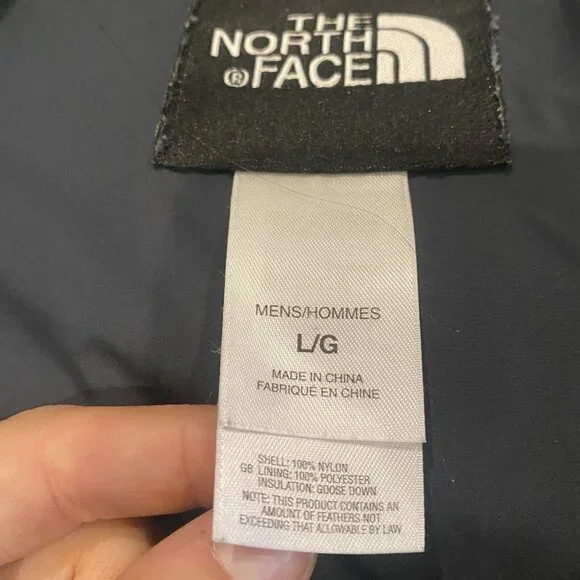 THE
NORTH
® FACE
MENS/HOMMES
L/G
MADE IN CHINA
FABRIQUÉ EN CHINE
SHELL: 100% NYLON
GB LINING: 100% POLYESTER
INSULATION: GOOSE DOWN
NOTE: THIS PRODUCT CONTAINS AN
AMOUNT OF FEATHERS NOT
EXCEEDING THAT ALLOWABLE BY LAW